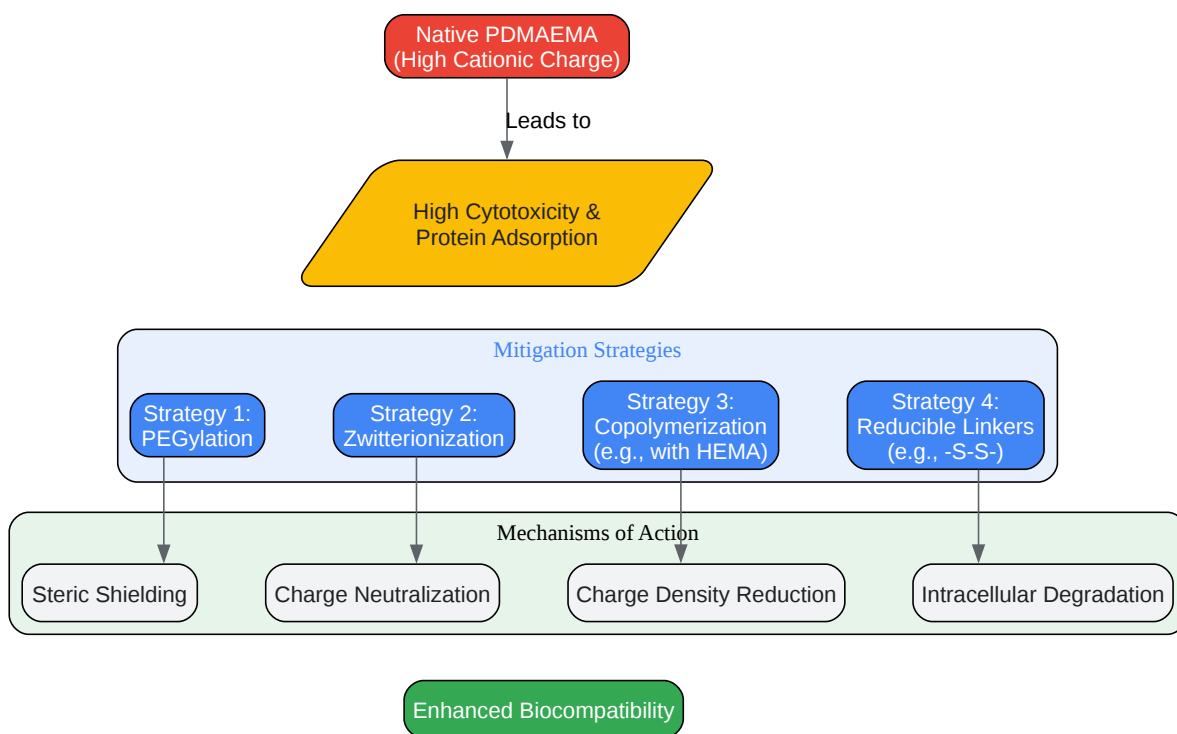 Native PDMAEMA
(High Cationic Charge)
Leads to
High Cytotoxicity &
Protein Adsorption
Mitigation Strategies
Strategy 1:
PEGylation
Strategy 2:
Zwitterionization
Strategy 3:
Copolymerization
(e.g., with HEMA)
Strategy 4:
Reducible Linkers
(e.g., -S-S-)
Mechanisms of Action
Steric Shielding
Charge Neutralization
Charge Density Reduction
Intracellular Degradation
Enhanced Biocompatibility